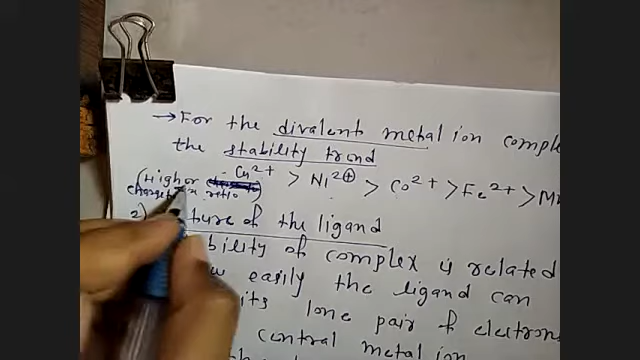 → For the divalent metal ion comple
the stability trend
Cu2+ > Ni2+ > Co2+ > Fe2+ > Mn
(Higher
charge ratio)
2) ture of the ligand
bility of complex is related
easily the ligand can
its lone pair of electrons
central metal ion